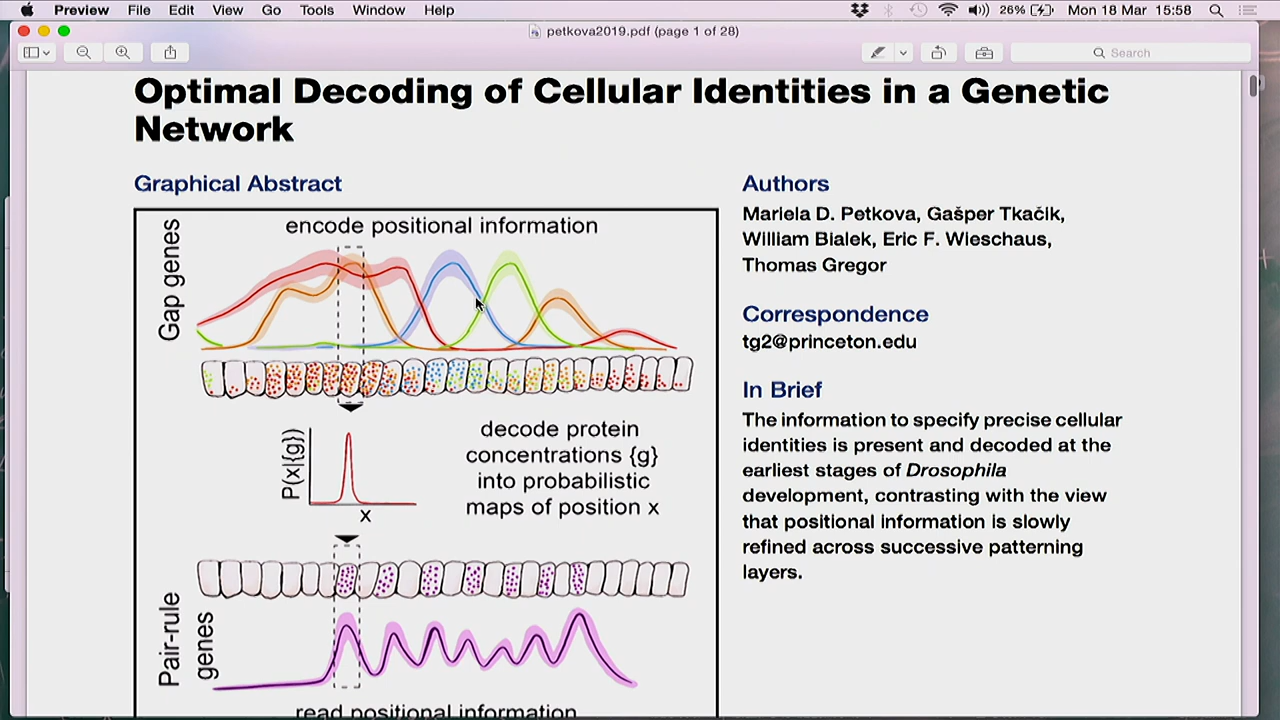 Preview File Edit View Go Tools Window Help 26% Mon 18 Mar 15:58
petkova2019.pdf (page 1 of 28)
Search
Optimal Decoding of Cellular Identities in a Genetic
Network
Graphical Abstract
encode positional information
Gap genes
decode protein
concentrations {g}
into probabilistic
maps of position x
P(x|{g})
x
Pair-rule
genes
read positional information
Authors
Mariela D. Petkova, Gašper Tkačik,
William Bialek, Eric F. Wieschaus,
Thomas Gregor
Correspondence
tg2@princeton.edu
In Brief
The information to specify precise cellular
identities is present and decoded at the
earliest stages of Drosophila
development, contrasting with the view
that positional information is slowly
refined across successive patterning
layers.